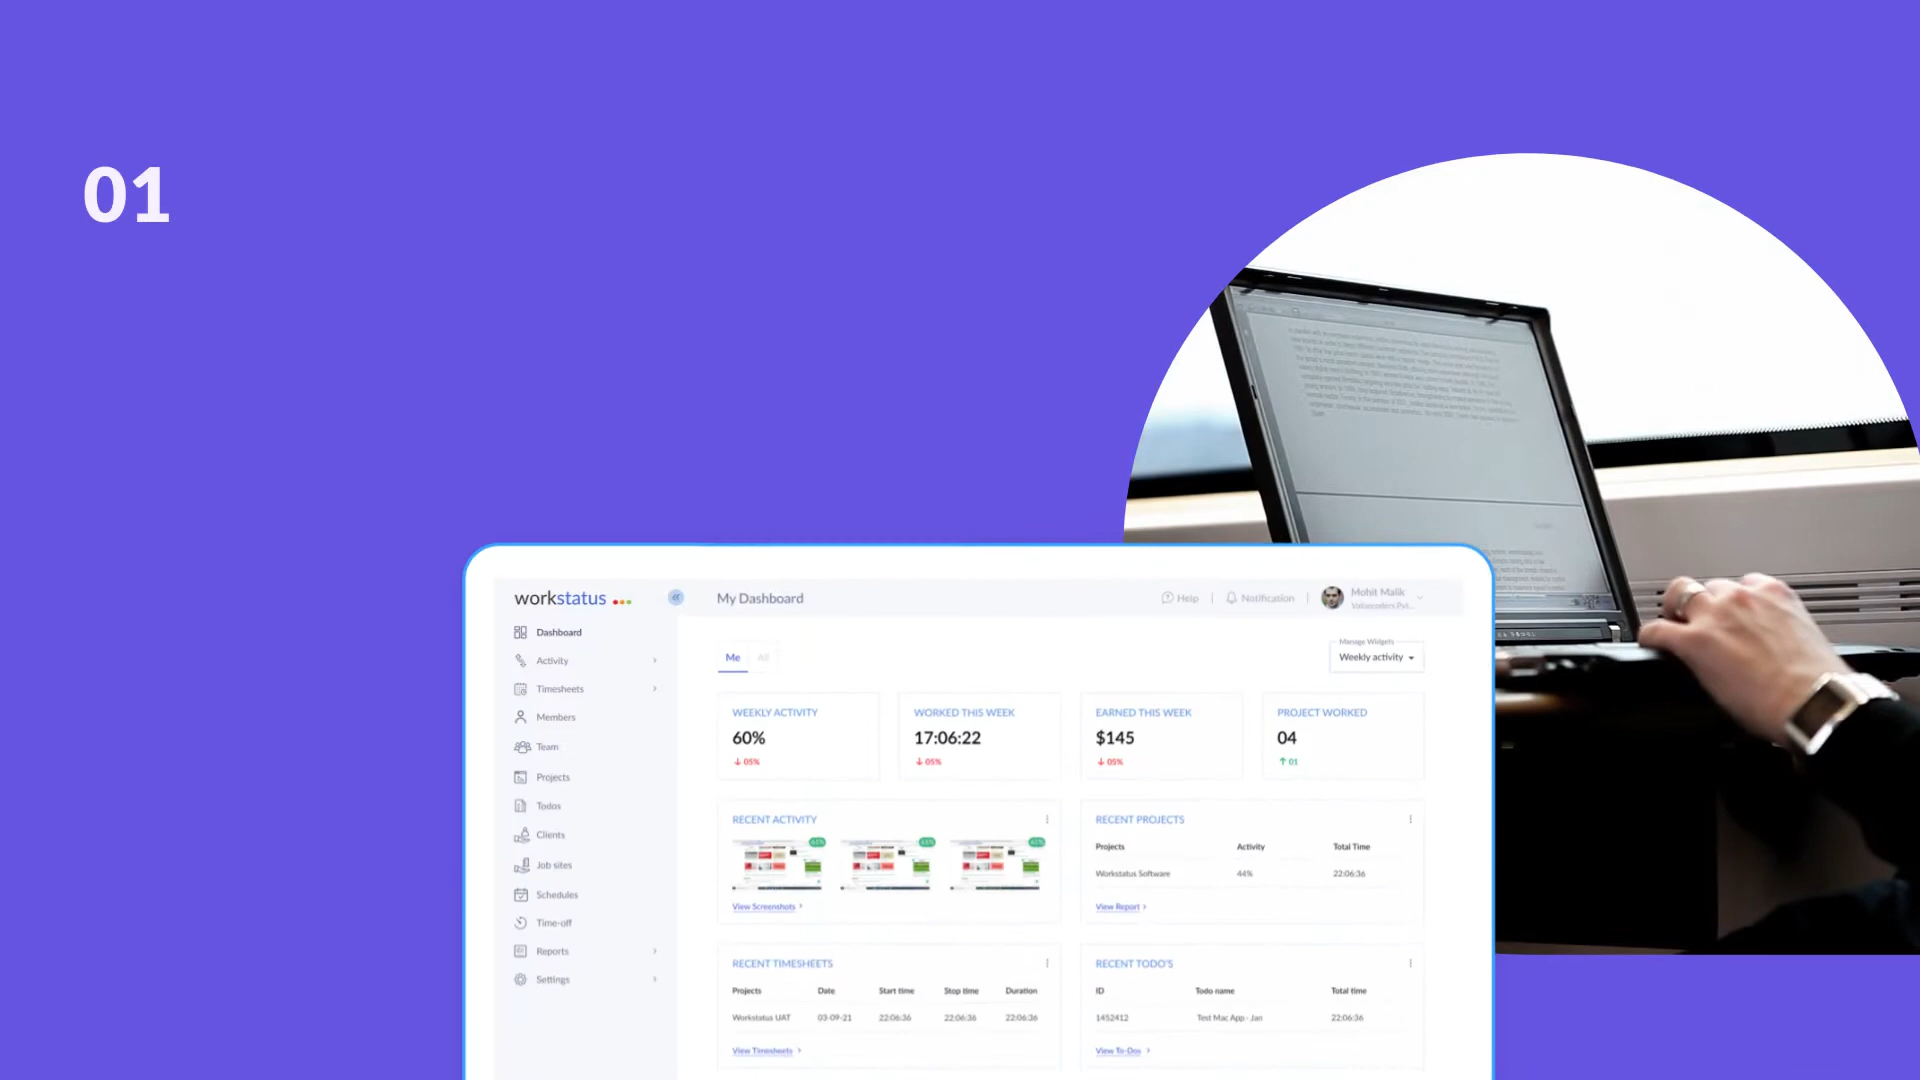 01
workstatus
My Dashboard
Help
Notification
Mohit Malik
Dashboard
Activity
Timesheets
Members
Team
Projects
Todos
Clients
Job sites
Schedules
Time-off
Reports
Settings
Me All
Manage Widgets
Weekly activity
WEEKLY ACTIVITY
60%
05%
WORKED THIS WEEK
17:06:22
05%
EARNED THIS WEEK
$145
05%
PROJECT WORKED
04
01
RECENT ACTIVITY
View Screenshots
RECENT PROJECTS
Projects Activity Total Time
Workstatus Software 44% 22:06:36
View Report
RECENT TIMESHEETS
Projects Date Start time Stop time Duration
Workstatus UAT 03-09-21 22:06:36 22:06:36 22:06:36
View Timesheets
RECENT TODO'S
ID Todo name Total time
1452412 Test Mac App - Jan 22:06:36
View To-Dos